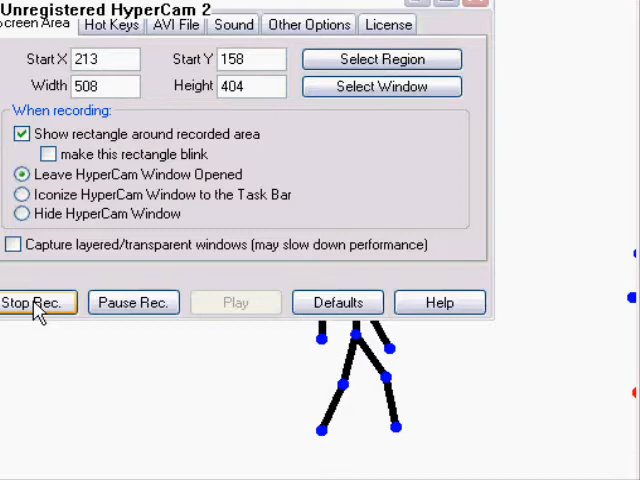 Unregistered HyperCam 2
Screen Area Hot Keys AVI File Sound Other Options License
Start X 213 Start Y 158 Select Region
Width 508 Height 404 Select Window
When recording:
Show rectangle around recorded area
make this rectangle blink
Leave HyperCam Window Opened
Iconize HyperCam Window to the Task Bar
Hide HyperCam Window
Capture layered/transparent windows (may slow down performance)
Stop Rec. Pause Rec. Play Defaults Help